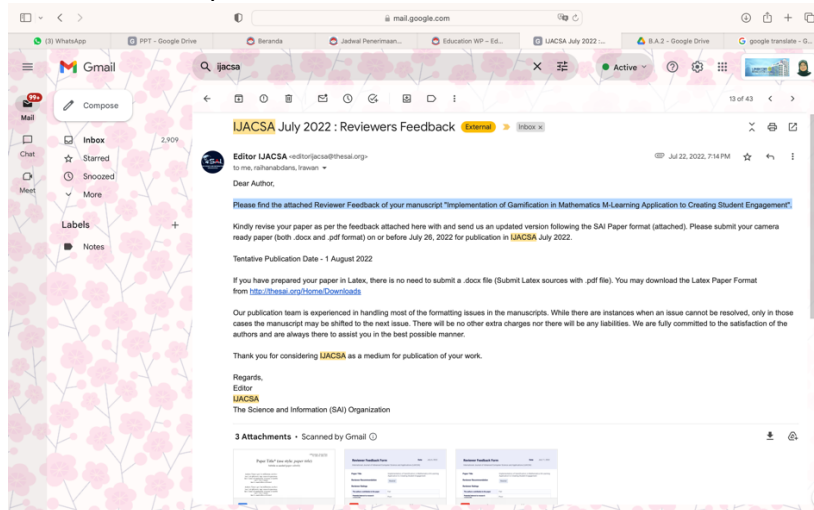 mail.google.com
(3) WhatsApp
PPT - Google Drive
Beranda
Jadwal Penerimaan...
Education WP – Ed...
IJACSA July 2022 :...
B.A.2 - Google Drive
google translate - G...
Gmail
ijacsa
Active
99+
Mail
Compose
13 of 43
Chat
Meet
Inbox 2,909
Starred
Snoozed
More
Labels
Notes
IJACSA July 2022 : Reviewers Feedback External Inbox x
Editor IJACSA <editorijacsa@thesai.org> Jul 22, 2022, 7:14 PM
to me, raihanabdans, Irawan
Dear Author,
Please find the attached Reviewer Feedback of your manuscript "Implementation of Gamification in Mathematics M-Learning Application to Creating Student Engagement".
Kindly revise your paper as per the feedback attached here with and send us an updated version following the SAI Paper format (attached). Please submit your camera
ready paper (both .docx and .pdf format) on or before July 26, 2022 for publication in IJACSA July 2022.
Tentative Publication Date - 1 August 2022
If you have prepared your paper in Latex, there is no need to submit a .docx file (Submit Latex sources with .pdf file). You may download the Latex Paper Format
from http://thesai.org/Home/Downloads
Our publication team is experienced in handling most of the formatting issues in the manuscripts. While there are instances when an issue cannot be resolved, only in those
cases the manuscript may be shifted to the next issue. There will be no other extra charges nor there will be any liabilities. We are fully committed to the satisfaction of the
authors and are always there to assist you in the best possible manner.
Thank you for considering IJACSA as a medium for publication of your work.
Regards,
Editor
IJACSA
The Science and Information (SAI) Organization
3 Attachments • Scanned by Gmail
Paper Title* (use style: paper title)
Reviewer Feedback Form
Reviewer Feedback Form